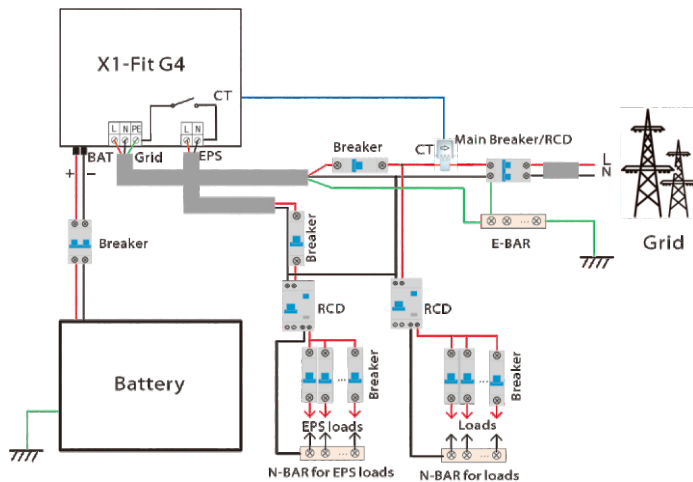 X1-Fit G4
CT
L N PE
L N
BAT
Grid
EPS
+ −
Breaker
CT
Main Breaker/RCD
L
N
E-BAR
Grid
Breaker
Breaker
RCD
RCD
Battery
...
Breaker
...
Breaker
EPS loads
Loads
...
...
N-BAR for EPS loads
N-BAR for loads